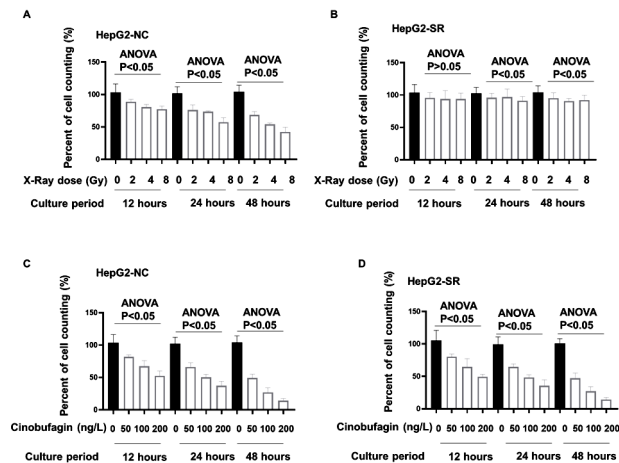 A
HepG2-NC
ANOVA
P<0.05
ANOVA
P<0.05
ANOVA
P<0.05
Percent of cell counting (%)
150
100
50
0
X-Ray dose (Gy) 0 2 4 8 0 2 4 8 0 2 4 8
Culture period 12 hours 24 hours 48 hours
B
HepG2-SR
ANOVA
P>0.05
ANOVA
P<0.05
ANOVA
P<0.05
Percent of cell counting (%)
150
100
50
0
X-Ray dose (Gy) 0 2 4 8 0 2 4 8 0 2 4 8
Culture period 12 hours 24 hours 48 hours
C
HepG2-NC
ANOVA
P<0.05
ANOVA
P<0.05
ANOVA
P<0.05
Percent of cell counting (%)
150
100
50
0
Cinobufagin (ng/L) 0 50 100 200 0 50 100 200 0 50 100 200
Culture period 12 hours 24 hours 48 hours
D
HepG2-SR
ANOVA
P<0.05
ANOVA
P<0.05
ANOVA
P<0.05
Percent of cell counting (%)
150
100
50
0
Cinobufagin (ng/L) 0 50 100 200 0 50 100 200 0 50 100 200
Culture period 12 hours 24 hours 48 hours